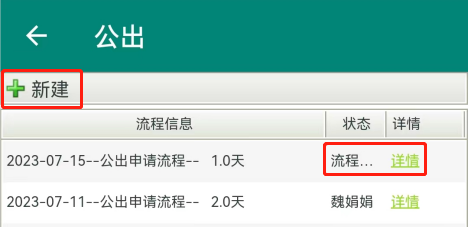 公出
新建
流程信息 状态 详情
2023-07-15--公出申请流程-- 1.0天 流程... 详情
2023-07-11--公出申请流程-- 2.0天 魏娟娟 详情